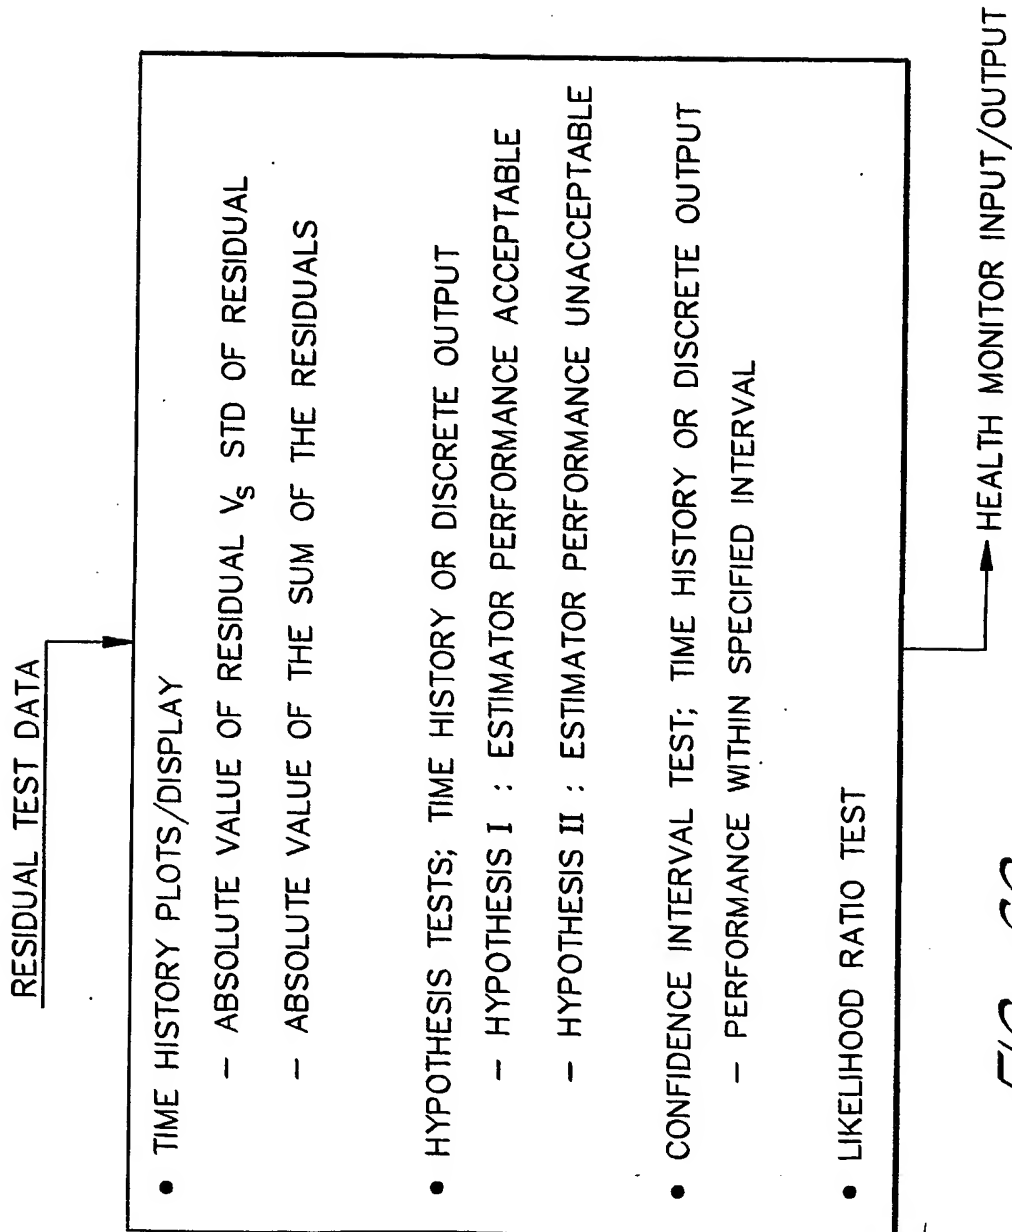 RESIDUAL TEST DATA
• TIME HISTORY PLOTS/DISPLAY
– ABSOLUTE VALUE OF RESIDUAL Vs STD OF RESIDUAL
– ABSOLUTE VALUE OF THE SUM OF THE RESIDUALS
• HYPOTHESIS TESTS; TIME HISTORY OR DISCRETE OUTPUT
– HYPOTHESIS I : ESTIMATOR PERFORMANCE ACCEPTABLE
– HYPOTHESIS II : ESTIMATOR PERFORMANCE UNACCEPTABLE
• CONFIDENCE INTERVAL TEST; TIME HISTORY OR DISCRETE OUTPUT
– PERFORMANCE WITHIN SPECIFIED INTERVAL
• LIKELIHOOD RATIO TEST
HEALTH MONITOR INPUT/OUTPUT